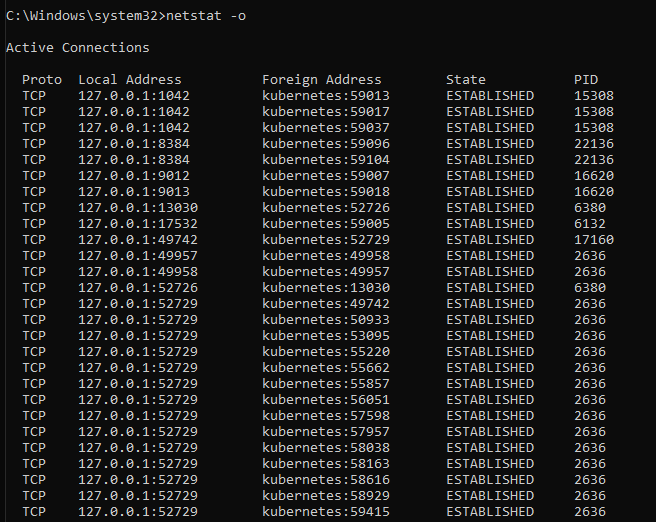 C:\Windows\system32>netstat -o
Active Connections
Proto  Local Address          Foreign Address        State           PID
TCP    127.0.0.1:1042         kubernetes:59013       ESTABLISHED     15308
TCP    127.0.0.1:1042         kubernetes:59017       ESTABLISHED     15308
TCP    127.0.0.1:1042         kubernetes:59037       ESTABLISHED     15308
TCP    127.0.0.1:8384         kubernetes:59096       ESTABLISHED     22136
TCP    127.0.0.1:8384         kubernetes:59104       ESTABLISHED     22136
TCP    127.0.0.1:9012         kubernetes:59007       ESTABLISHED     16620
TCP    127.0.0.1:9013         kubernetes:59018       ESTABLISHED     16620
TCP    127.0.0.1:13030        kubernetes:52726       ESTABLISHED     6380
TCP    127.0.0.1:17532        kubernetes:59005       ESTABLISHED     6132
TCP    127.0.0.1:49742        kubernetes:52729       ESTABLISHED     17160
TCP    127.0.0.1:49957        kubernetes:49958       ESTABLISHED     2636
TCP    127.0.0.1:49958        kubernetes:49957       ESTABLISHED     2636
TCP    127.0.0.1:52726        kubernetes:13030       ESTABLISHED     6380
TCP    127.0.0.1:52729        kubernetes:49742       ESTABLISHED     2636
TCP    127.0.0.1:52729        kubernetes:50933       ESTABLISHED     2636
TCP    127.0.0.1:52729        kubernetes:53095       ESTABLISHED     2636
TCP    127.0.0.1:52729        kubernetes:55220       ESTABLISHED     2636
TCP    127.0.0.1:52729        kubernetes:55662       ESTABLISHED     2636
TCP    127.0.0.1:52729        kubernetes:55857       ESTABLISHED     2636
TCP    127.0.0.1:52729        kubernetes:56051       ESTABLISHED     2636
TCP    127.0.0.1:52729        kubernetes:57598       ESTABLISHED     2636
TCP    127.0.0.1:52729        kubernetes:57957       ESTABLISHED     2636
TCP    127.0.0.1:52729        kubernetes:58038       ESTABLISHED     2636
TCP    127.0.0.1:52729        kubernetes:58163       ESTABLISHED     2636
TCP    127.0.0.1:52729        kubernetes:58616       ESTABLISHED     2636
TCP    127.0.0.1:52729        kubernetes:58929       ESTABLISHED     2636
TCP    127.0.0.1:52729        kubernetes:59415       ESTABLISHED     2636